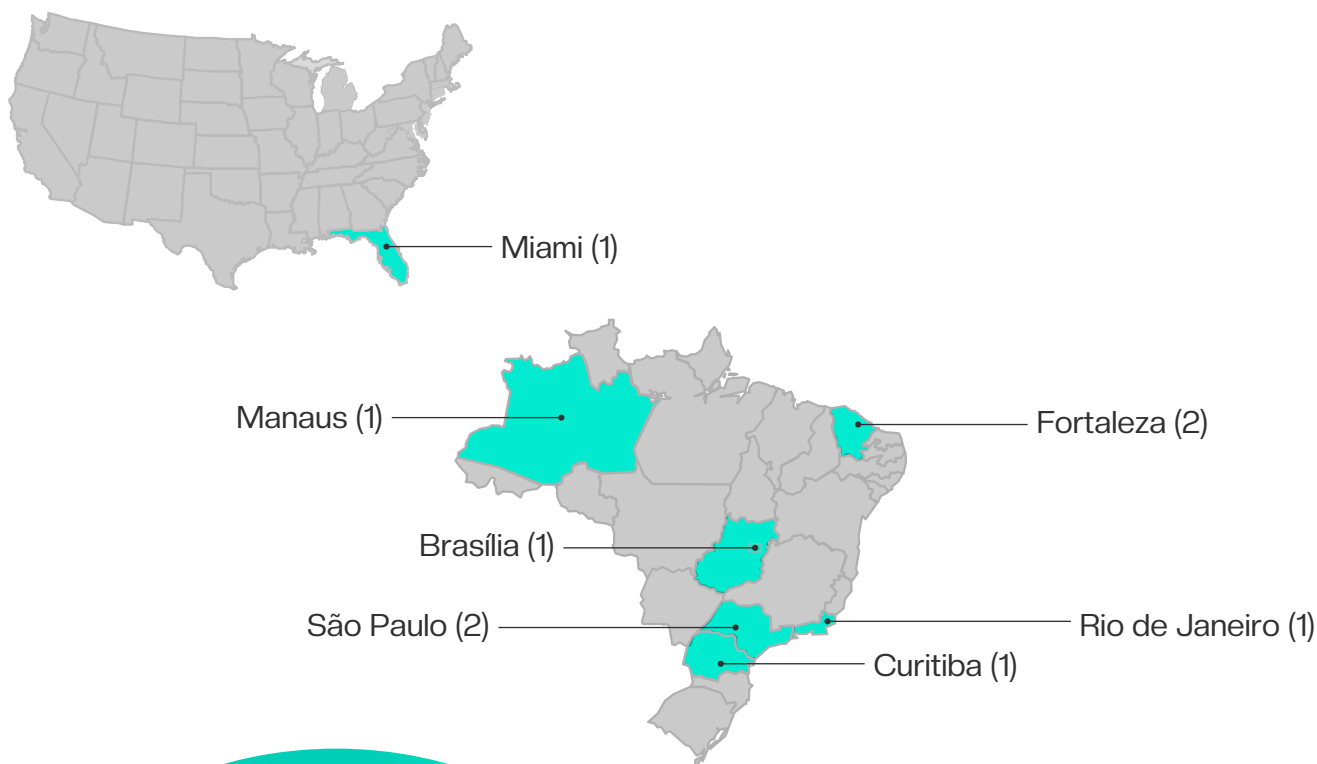 Miami (1)
Manaus (1)
Fortaleza (2)
Brasília (1)
São Paulo (2)
Rio de Janeiro (1)
Curitiba (1)